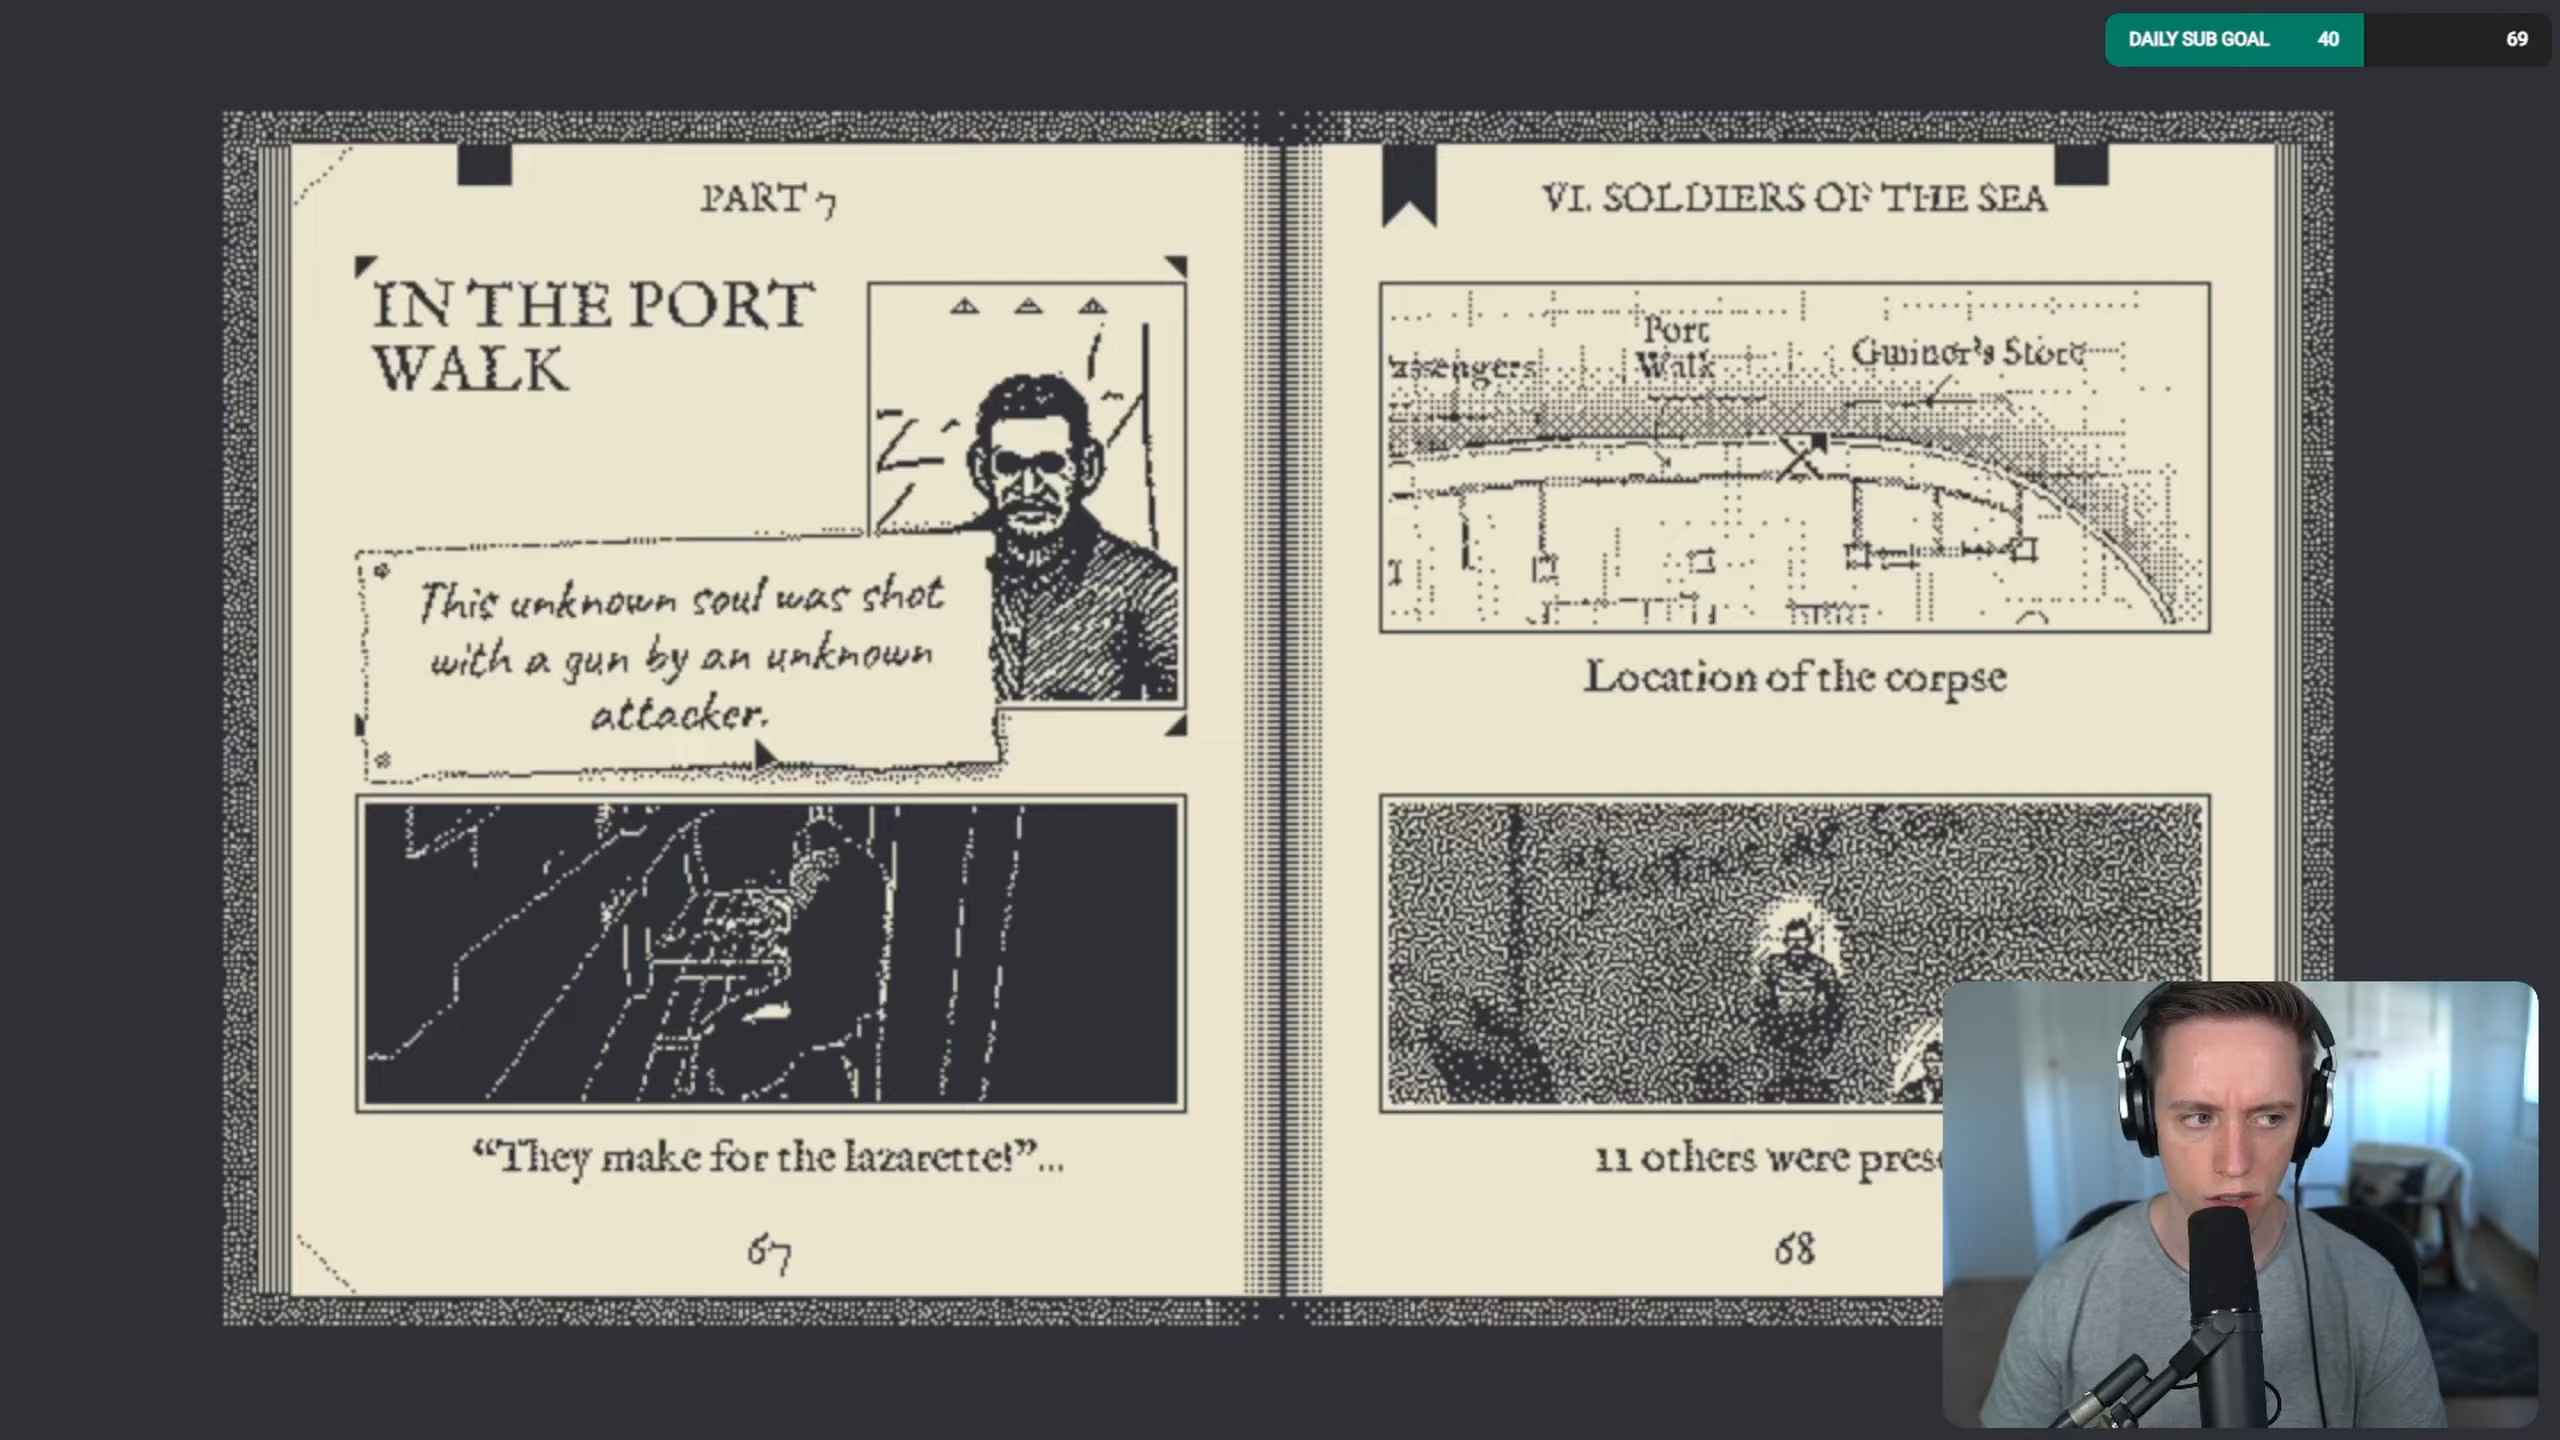 DAILY SUB GOAL 40 69
PART 7
IN THE PORT
WALK
This unknown soul was shot
with a gun by an unknown
attacker.
"They make for the lazarette!"...
67
VI. SOLDIERS OF THE SEA
Port
Walk
assengers
Gunner's Store
Location of the corpse
11 others were prese
68